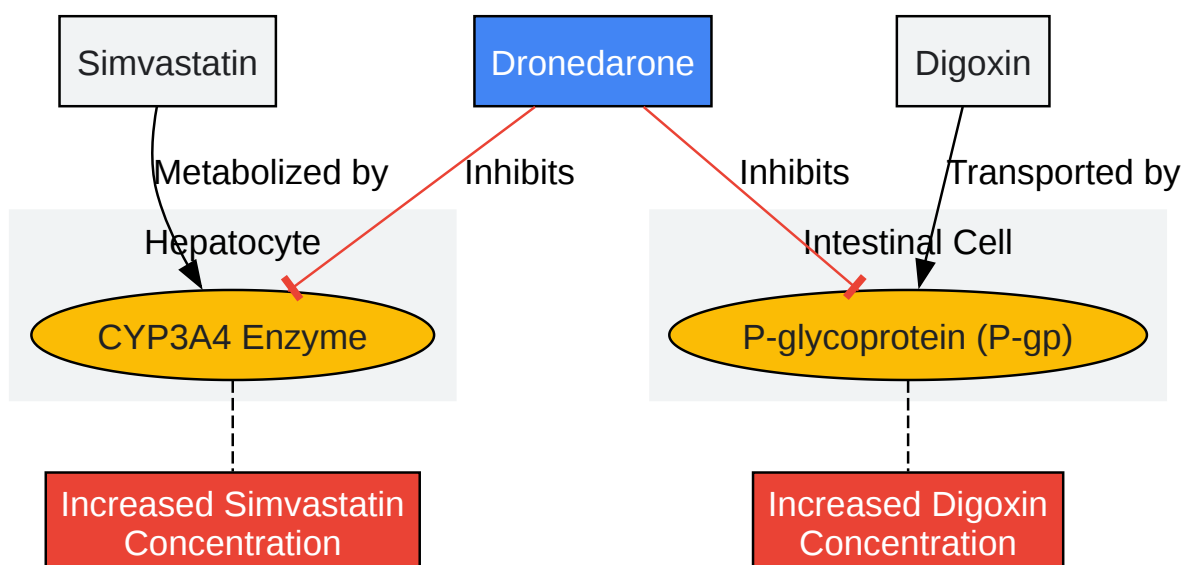 Simvastatin
Dronedarone
Digoxin
Metabolized by
Inhibits
Inhibits
Transported by
Hepatocyte
Intestinal Cell
CYP3A4 Enzyme
P-glycoprotein (P-gp)
Increased Simvastatin
Concentration
Increased Digoxin
Concentration